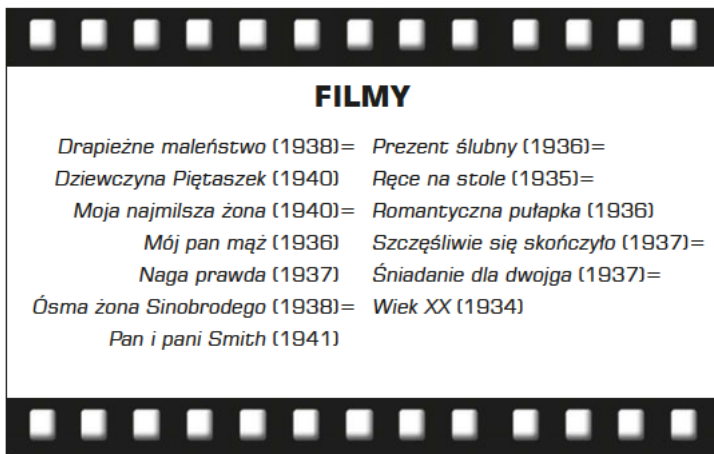 FILMY
Drapieżne maleństwo (1938)=
Dziewczyna Piętaszek (1940)
Moja najmilsza żona (1940)=
Mój pan mąż (1936)
Naga prawda (1937)
Ósma żona Sinobrodego (1938)=
Pan i pani Smith (1941)
Prezent ślubny (1936)=
Ręce na stole (1935)=
Romantyczna pułapka (1936)
Szczęśliwie się skończyło (1937)=
Śniadanie dla dwojga (1937)=
Wiek XX (1934)